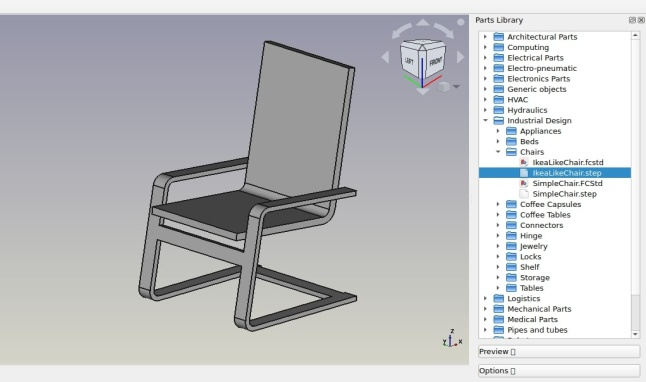 Parts Library
Architectural Parts
Computing
Electrical Parts
Electro-pneumatic
Electronics Parts
Generic objects
HVAC
Hydraulics
Industrial Design
Appliances
Beds
Chairs
IkeaLikeChair.fcstd
IkeaLikeChair.step
SimpleChair.FCStd
SimpleChair.step
Coffee Capsules
Coffee Tables
Connectors
Hinge
Jewelry
Locks
Shelf
Storage
Tables
Logistics
Mechanical Parts
Medical Parts
Pipes and tubes
Preview
Options
LEFT
FRONT
Z
Y
X